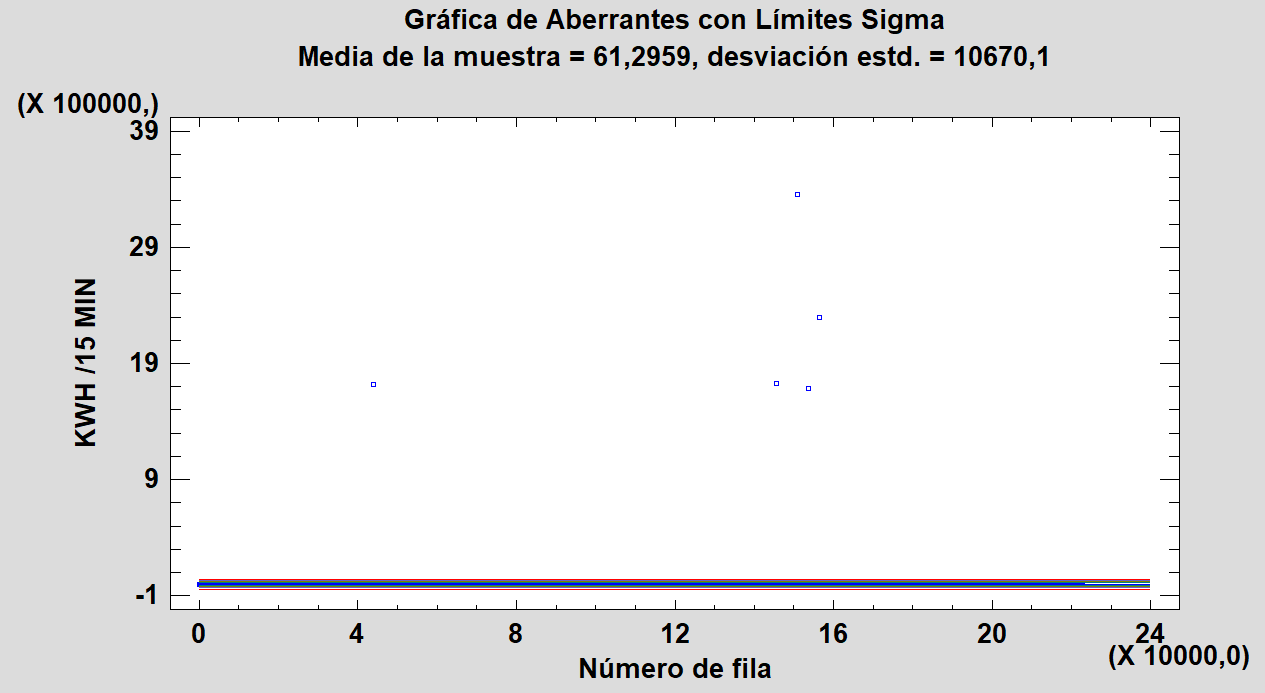 Gráfica de Aberrantes con Límites Sigma
Media de la muestra = 61,2959, desviación estd. = 10670,1
(X 100000,)
39
29
19
9
-1
KWH /15 MIN
0 4 8 12 16 20 24
(X 10000,0)
Número de fila